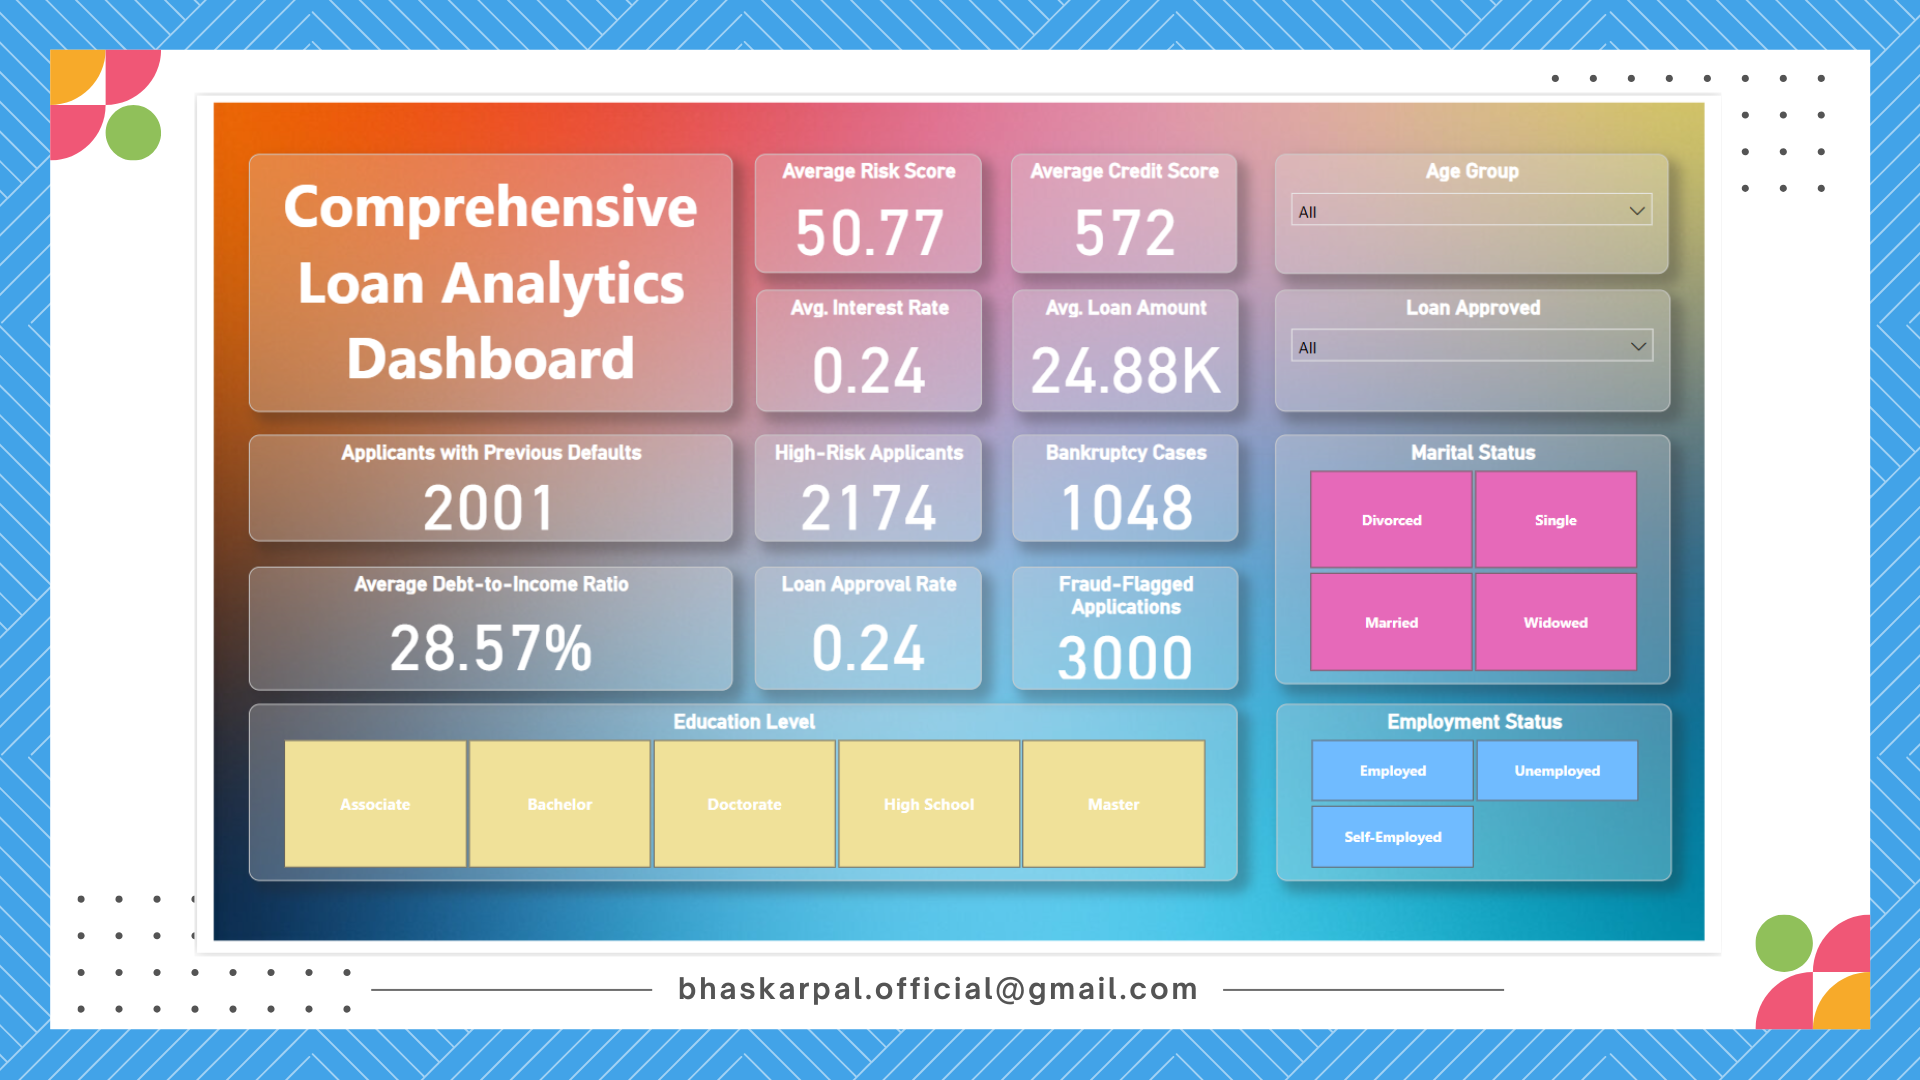 Comprehensive
Loan Analytics
Dashboard
Average Risk Score
50.77
Average Credit Score
572
Age Group
All
Avg. Interest Rate
0.24
Avg. Loan Amount
24.88K
Loan Approved
All
Applicants with Previous Defaults
2001
High-Risk Applicants
2174
Bankruptcy Cases
1048
Marital Status
Divorced
Single
Married
Widowed
Average Debt-to-Income Ratio
28.57%
Loan Approval Rate
0.24
Fraud-Flagged
Applications
3000
Education Level
Associate
Bachelor
Doctorate
High School
Master
Employment Status
Employed
Unemployed
Self-Employed
bhaskarpal.official@gmail.com